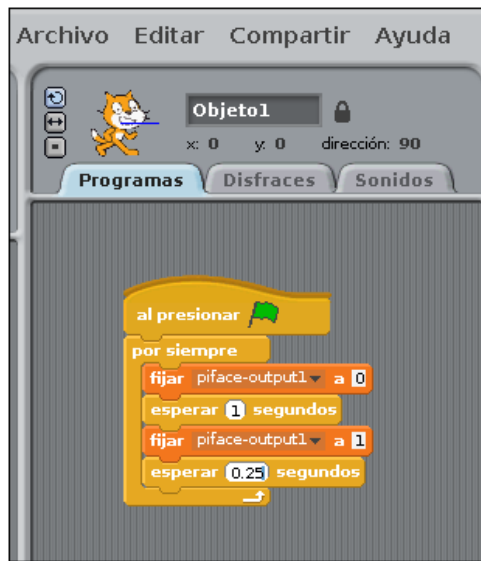 Archivo Editar Compartir Ayuda
Objeto1
x: 0 y: 0 dirección: 90
Programas Disfraces Sonidos
al presionar
por siempre
fijar piface-output1 a 0
esperar 1 segundos
fijar piface-output1 a 1
esperar 0.25 segundos